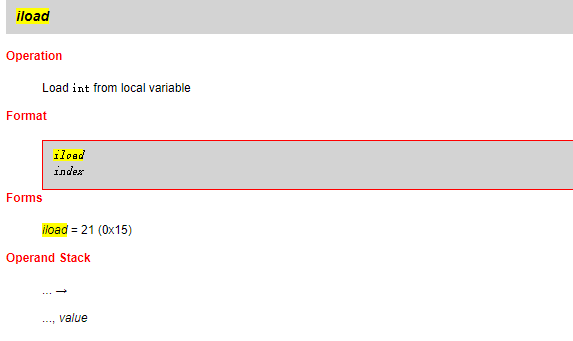 iload
Operation
Load int from local variable
Format
iload
index
Forms
iload = 21 (0x15)
Operand Stack
... →
..., value